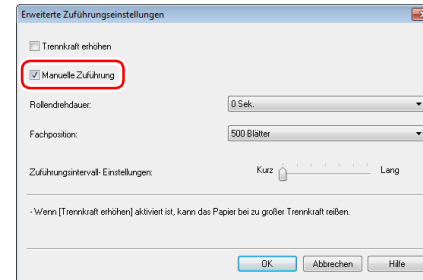 Erweiterte Zuführungseinstellungen
Trennkraft erhöhen
Manuelle Zuführung
Rollendrehdauer: 0 Sek.
Fachposition: 500 Blätter
Zuführungsintervall- Einstellungen: Kurz Lang
- Wenn [Trennkraft erhöhen] aktiviert ist, kann das Papier bei zu großer Trennkraft reißen.
OK Abbrechen Hilfe